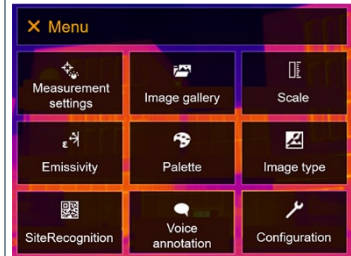 Menu
Measurement
settings
Image gallery
Scale
ε
Emissivity
Palette
Image type
SiteRecognition
Voice
annotation
Configuration